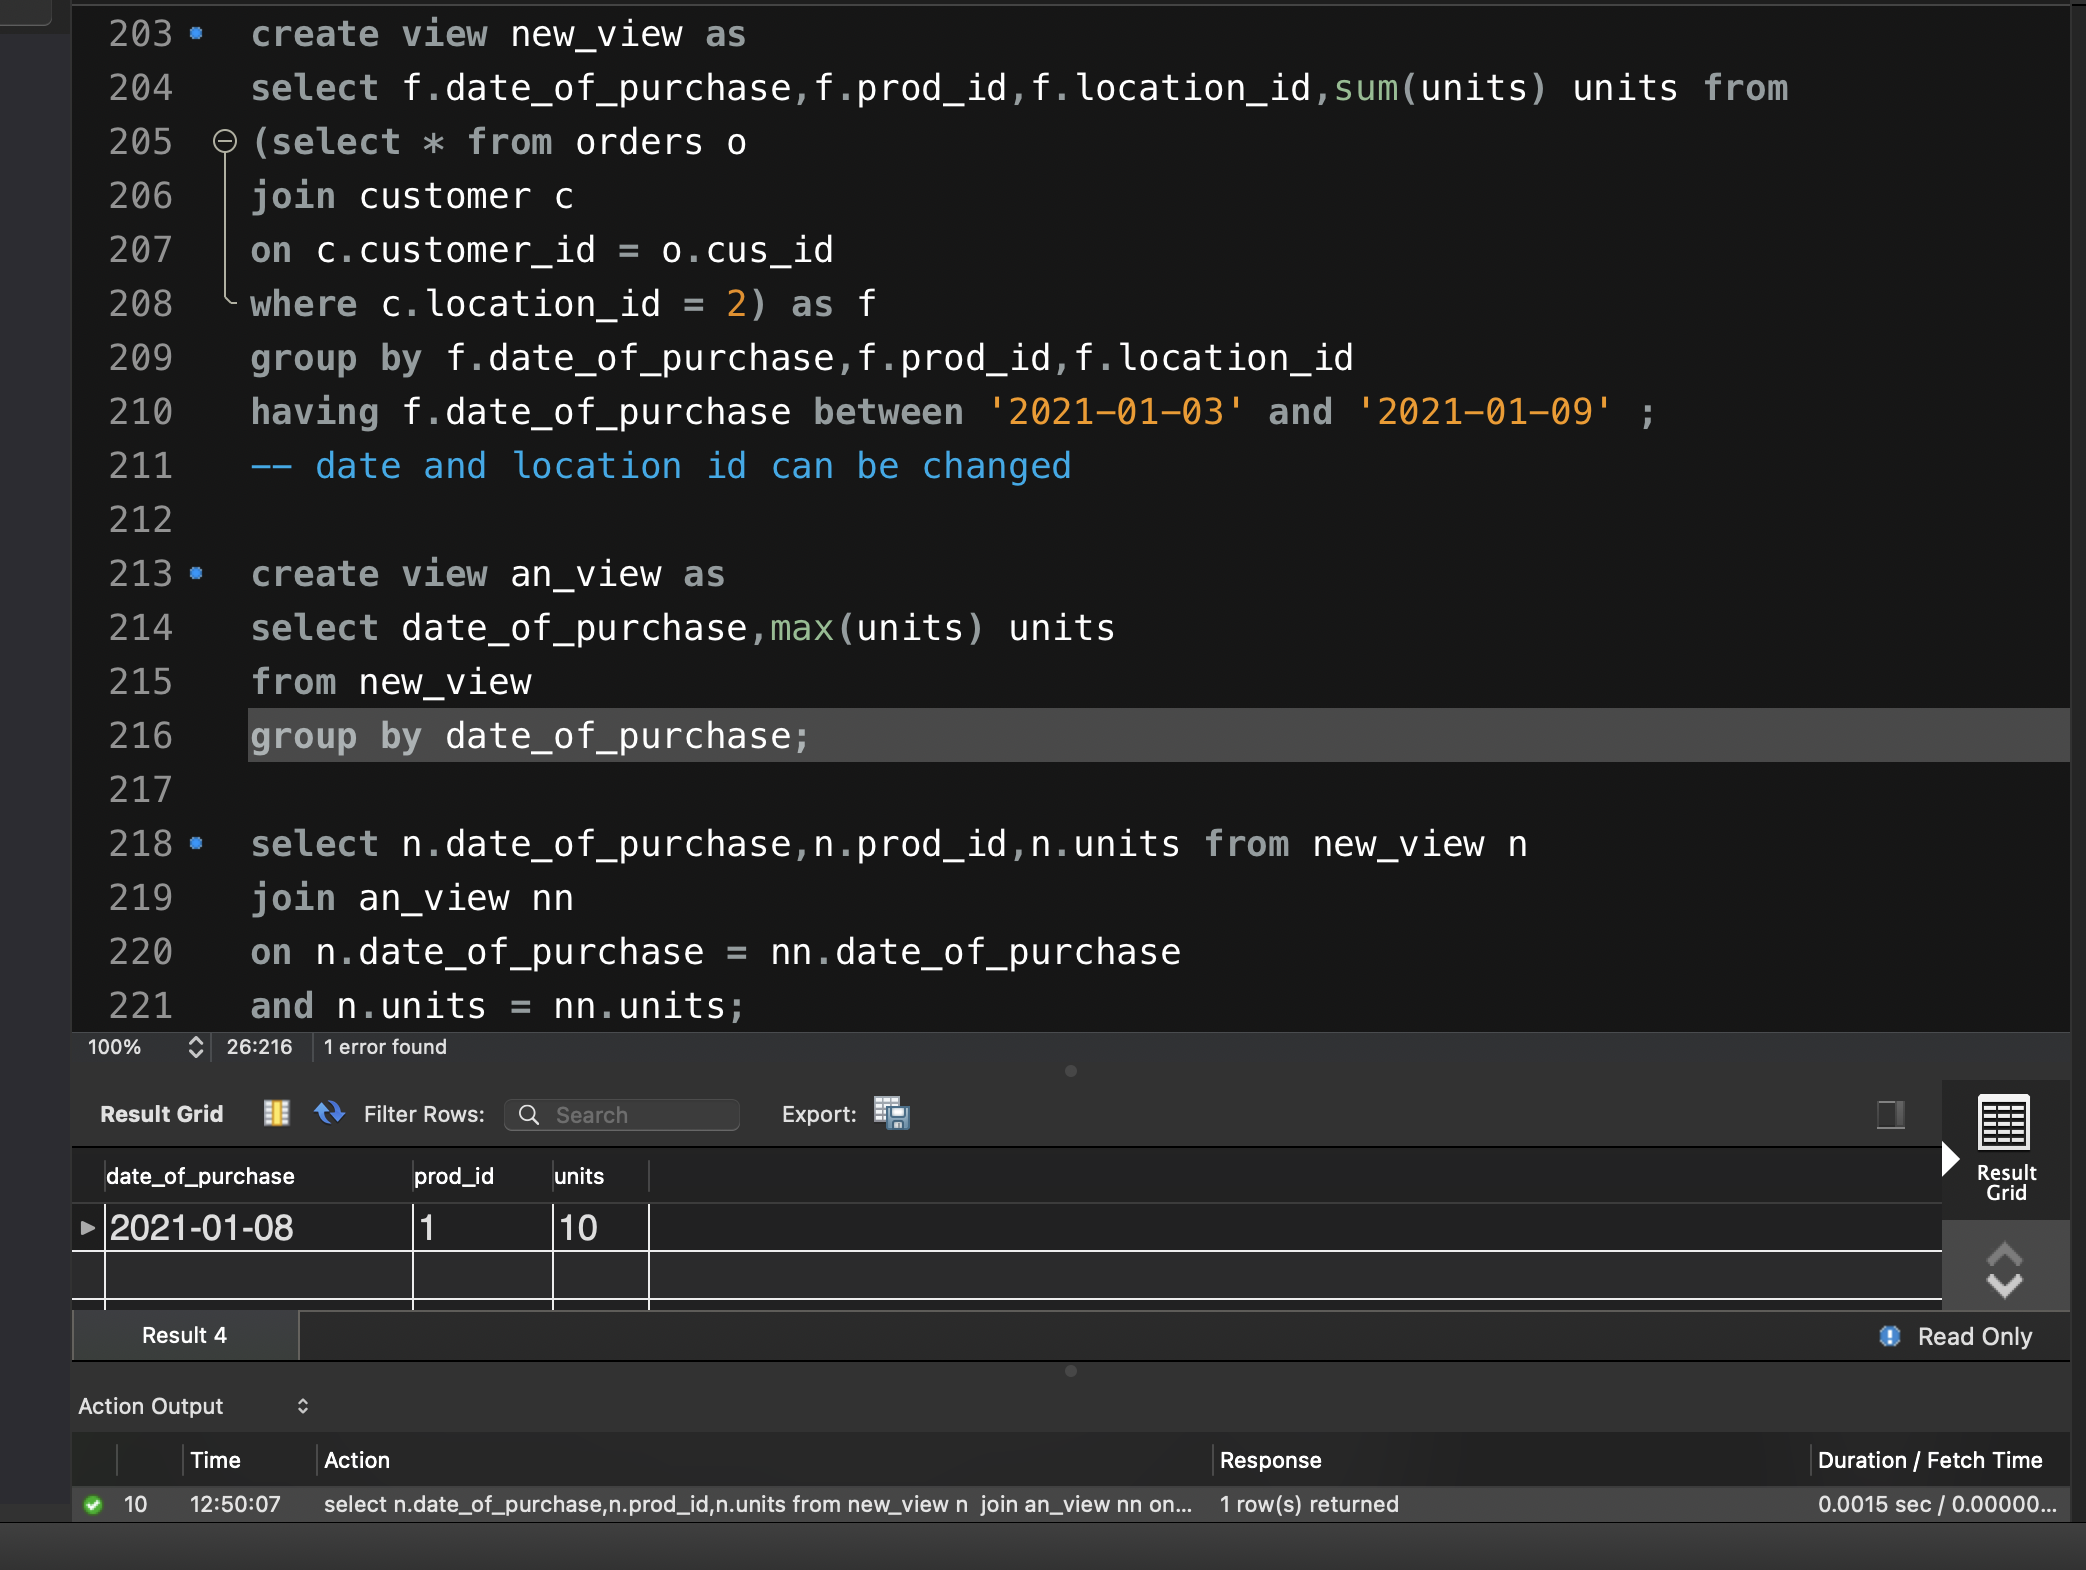 203 create view new_view as
204 select f.date_of_purchase,f.prod_id,f.location_id,sum(units) units from
205 (select * from orders o
206 join customer c
207 on c.customer_id = o.cus_id
208 where c.location_id = 2) as f
209 group by f.date_of_purchase,f.prod_id,f.location_id
210 having f.date_of_purchase between '2021-01-03' and '2021-01-09' ;
211 -- date and location id can be changed
212
213 create view an_view as
214 select date_of_purchase,max(units) units
215 from new_view
216 group by date_of_purchase;
217
218 select n.date_of_purchase,n.prod_id,n.units from new_view n
219 join an_view nn
220 on n.date_of_purchase = nn.date_of_purchase
221 and n.units = nn.units;
100% 26:216 1 error found
Result Grid Filter Rows: Search Export:
Result Grid
date_of_purchase prod_id units
2021-01-08 1 10
Result 4 Read Only
Action Output
Time Action Response Duration / Fetch Time
10 12:50:07 select n.date_of_purchase,n.prod_id,n.units from new_view n  join an_view nn on... 1 row(s) returned 0.0015 sec / 0.00000...